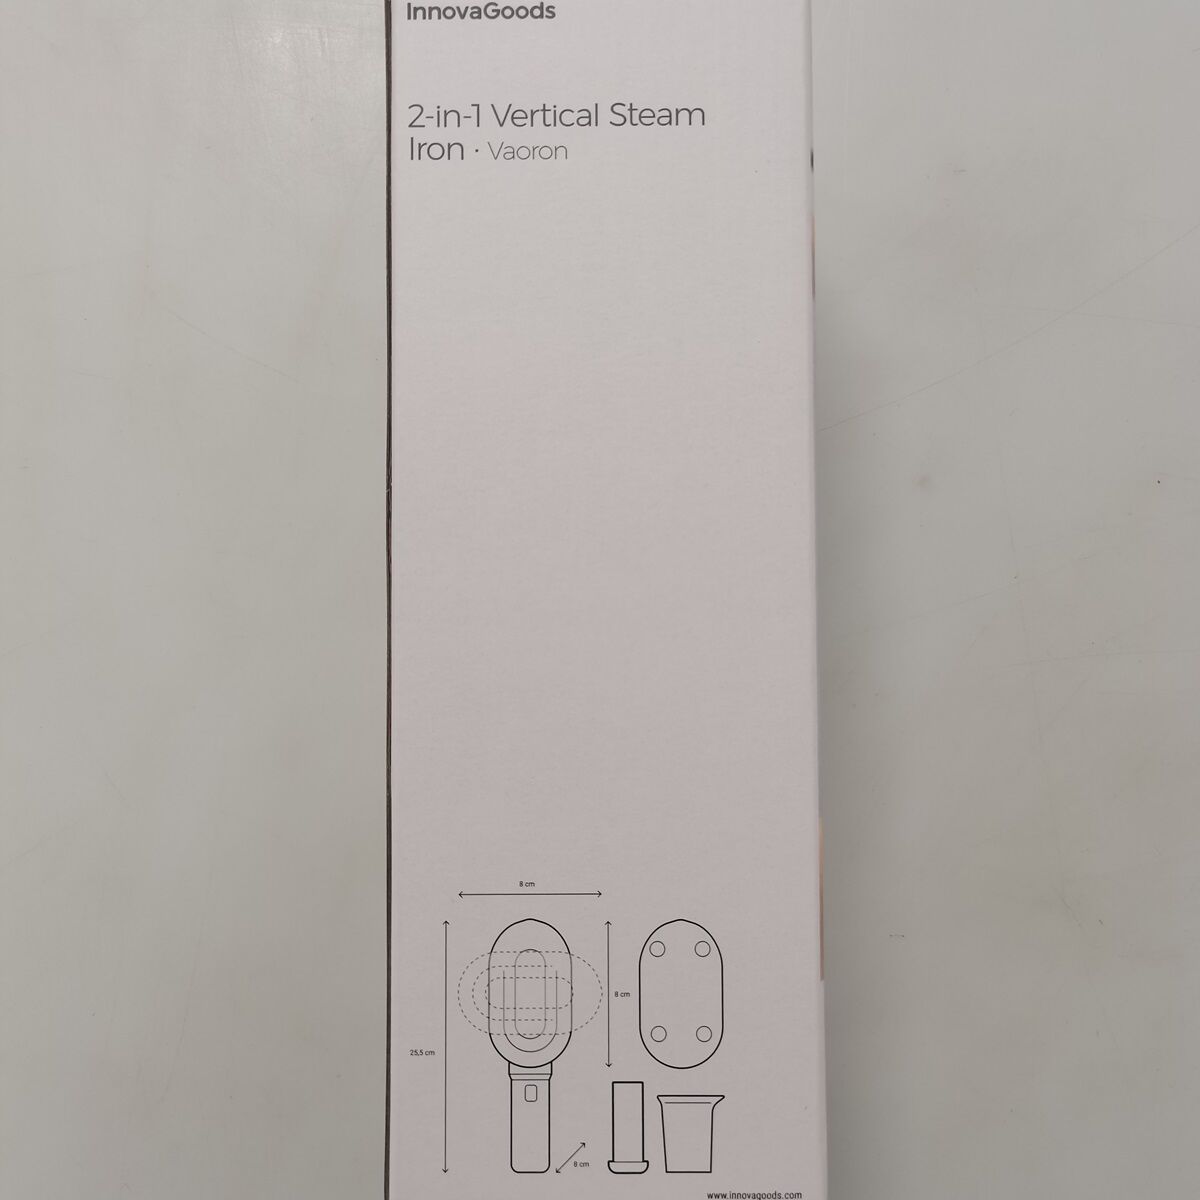 InnovaGoods
2-in-1 Vertical Steam
Iron · Vaoron
8 cm
8 cm
25,5 cm
8 cm
www.innovagoods.com